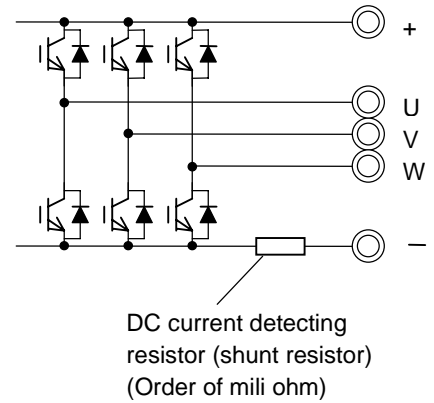 +
U
V
W
—
DC current detecting
resistor (shunt resistor)
(Order of mili ohm)